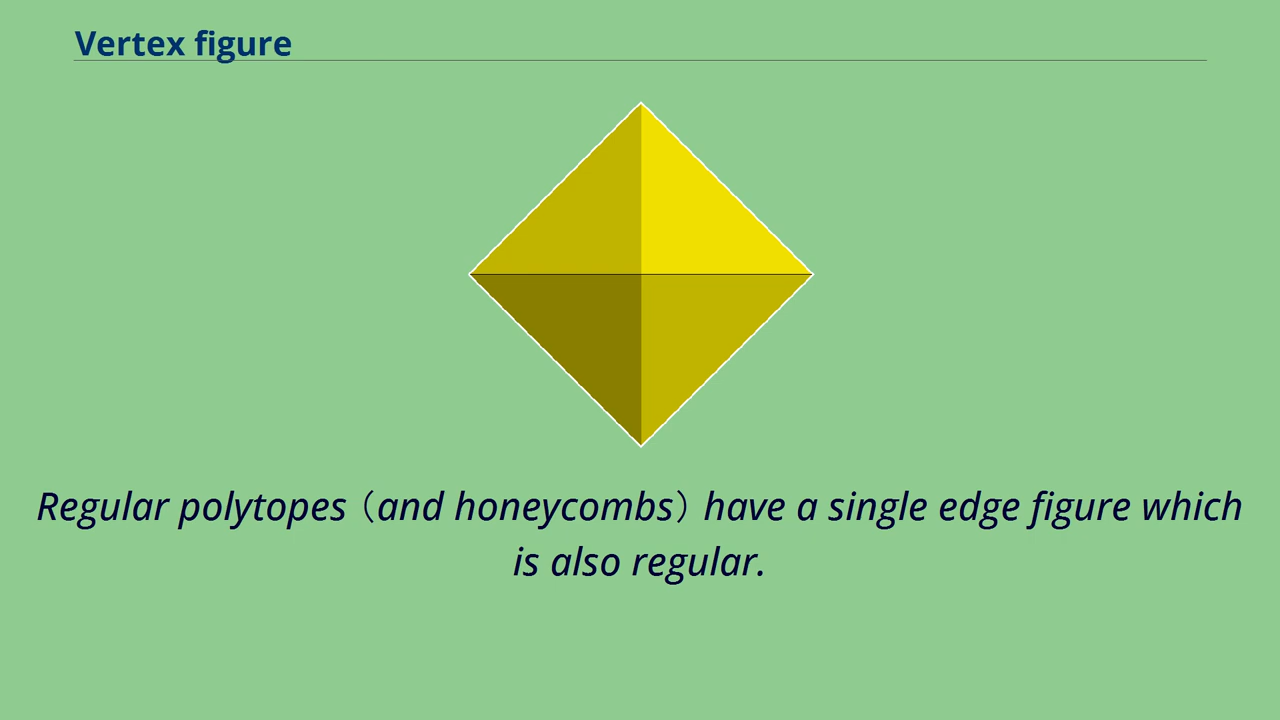 Vertex figure
Regular polytopes （and honeycombs） have a single edge figure which
is also regular.